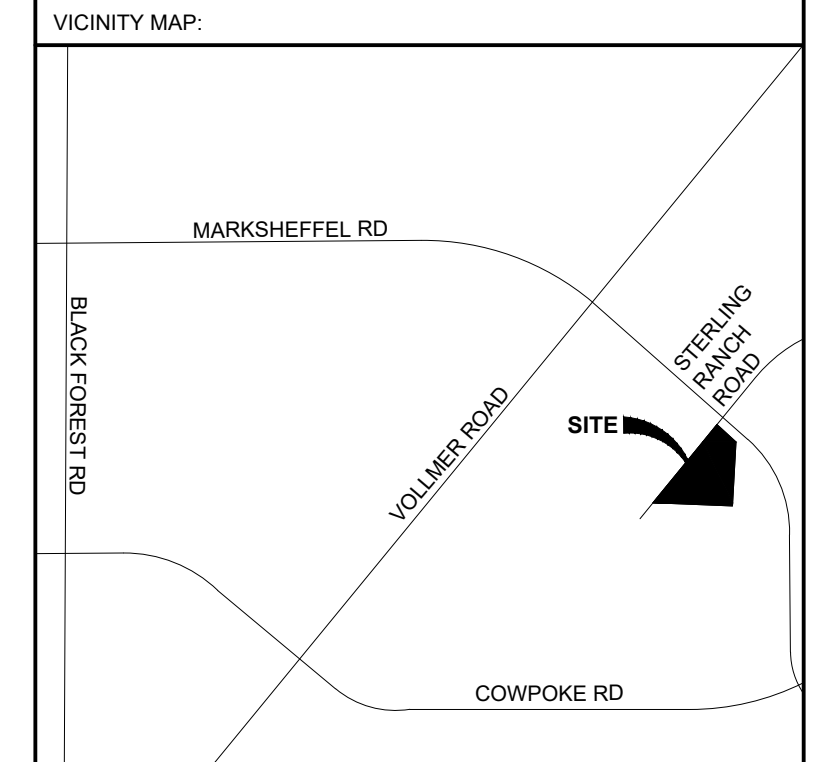 VICINITY MAP:
MARKSHEFFEL RD
STERLING
RANCH
ROAD
BLACK FOREST RD
VOLLMER ROAD
SITE
COWPOKE RD